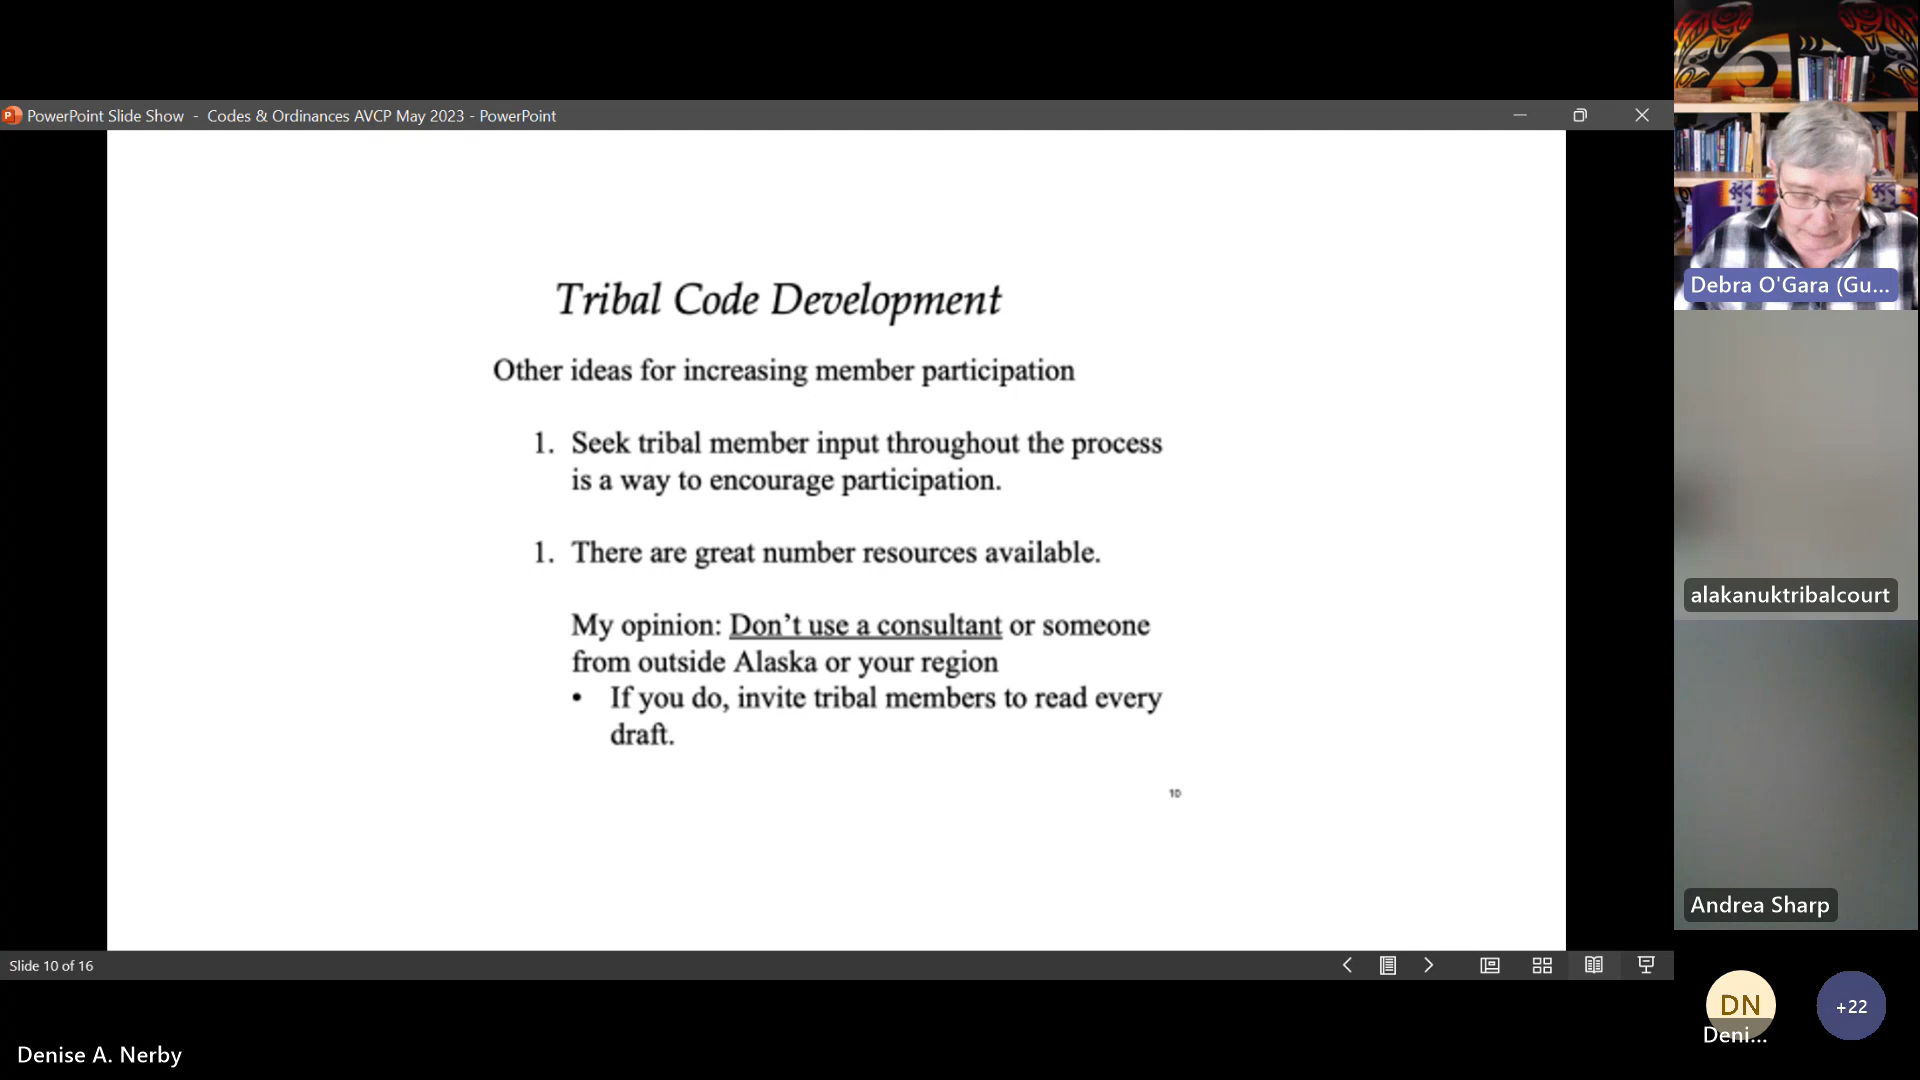 PowerPoint Slide Show - Codes & Ordinances AVCP May 2023 - PowerPoint
Tribal Code Development
Other ideas for increasing member participation
1. Seek tribal member input throughout the process
is a way to encourage participation.
1. There are great number resources available.
My opinion: Don't use a consultant or someone
from outside Alaska or your region
• If you do, invite tribal members to read every
draft.
10
Slide 10 of 16
Denise A. Nerby
Debra O'Gara (Gu...
alakanuktribalcourt
Andrea Sharp
DN
Deni...
+22